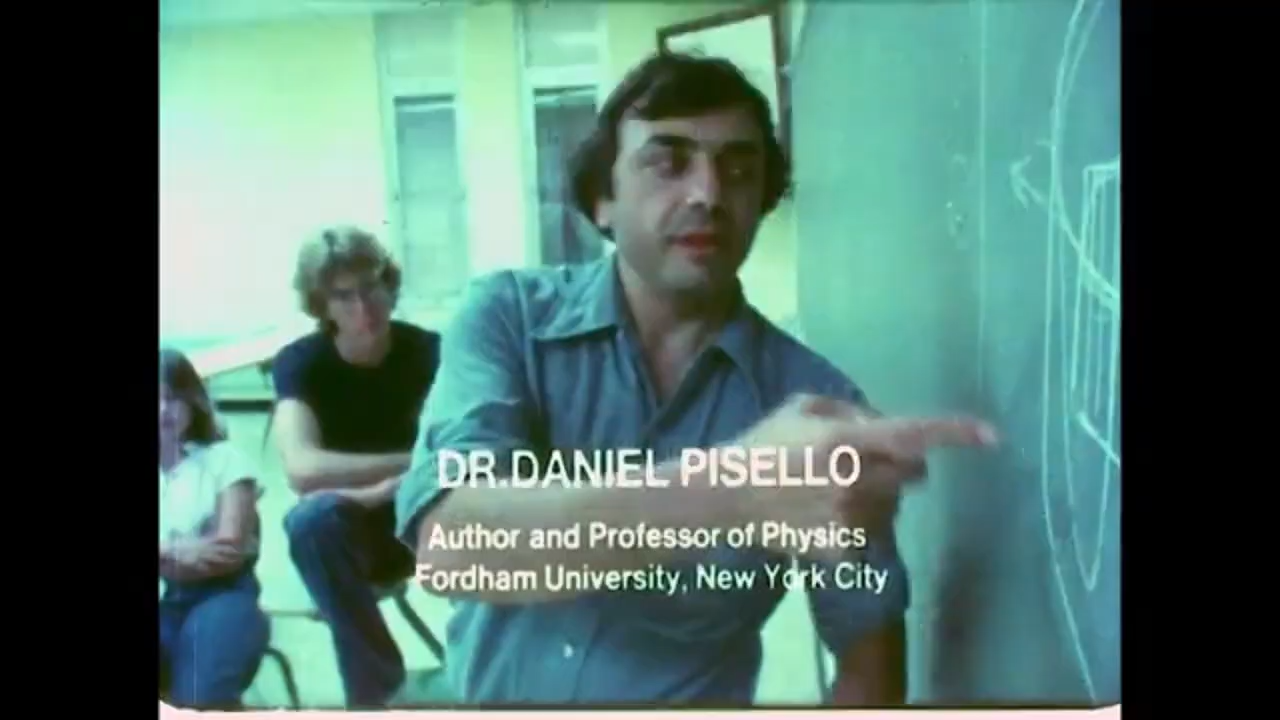 DR.DANIEL PISELLO
Author and Professor of Physics
Fordham University, New York City